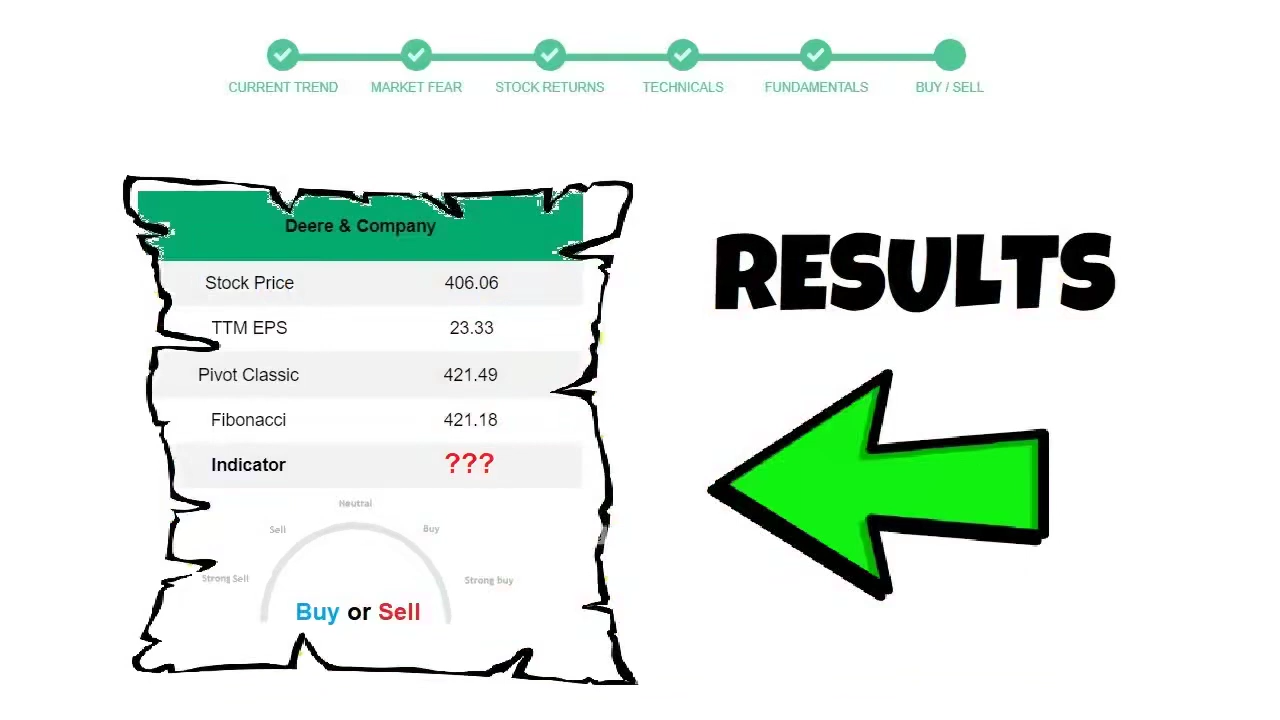 CURRENT TREND MARKET FEAR STOCK RETURNS TECHNICALS FUNDAMENTALS BUY / SELL
Deere & Company
Stock Price 406.06
TTM EPS 23.33
Pivot Classic 421.49
Fibonacci 421.18
Indicator ???
Neutral
Sell Buy
Strong Sell Strong buy
Buy or Sell
RESULTS